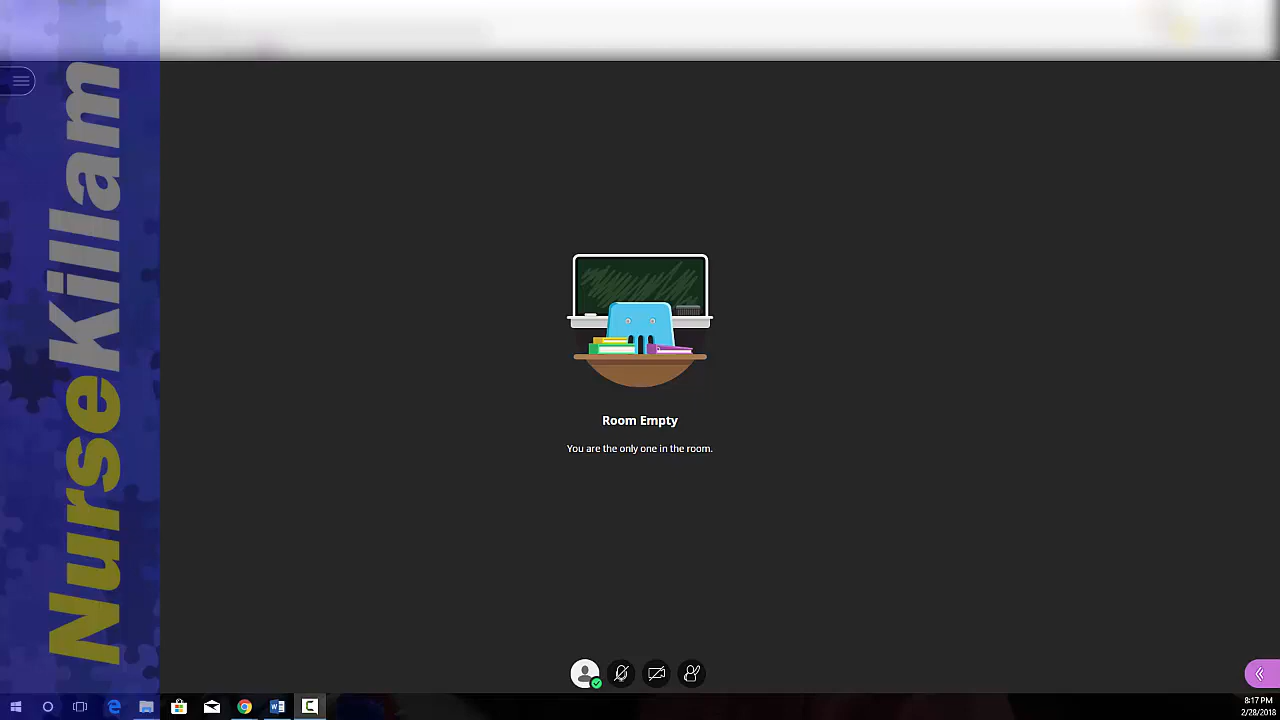 NurseKillam
Room Empty
You are the only one in the room.
8:17 PM
2/28/2018